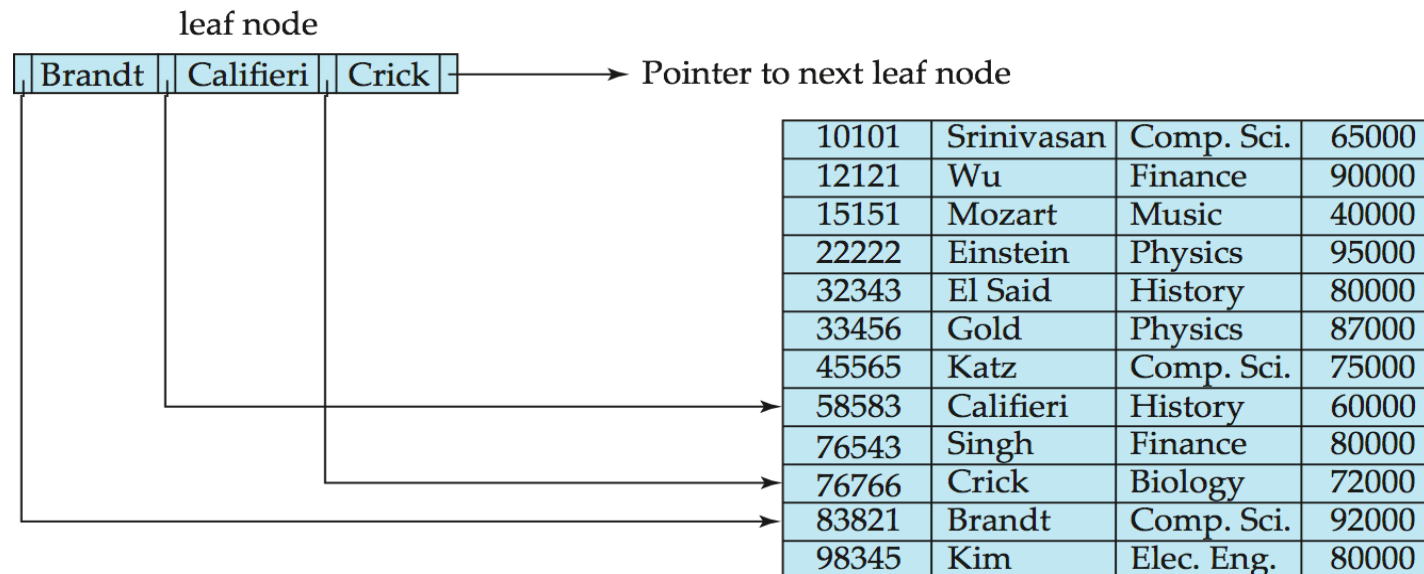 leaf node
Brandt Califieri Crick Pointer to next leaf node
10101 Srinivasan Comp. Sci. 65000
12121 Wu Finance 90000
15151 Mozart Music 40000
22222 Einstein Physics 95000
32343 El Said History 80000
33456 Gold Physics 87000
45565 Katz Comp. Sci. 75000
58583 Califieri History 60000
76543 Singh Finance 80000
76766 Crick Biology 72000
83821 Brandt Comp. Sci. 92000
98345 Kim Elec. Eng. 80000